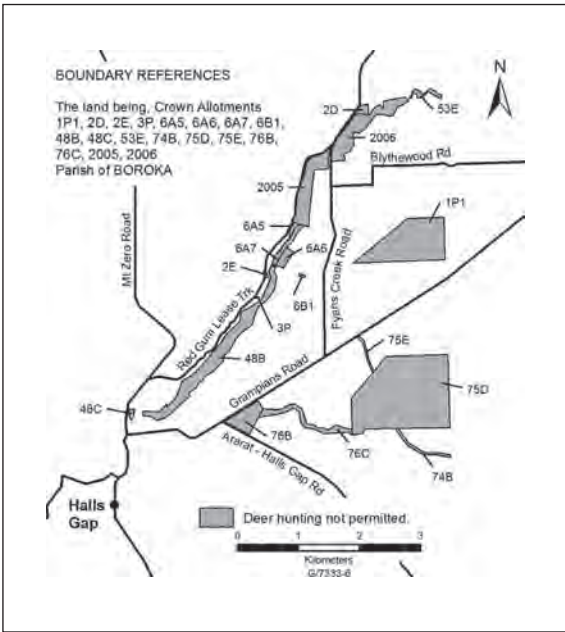 BOUNDARY REFERENCES
The land being, Crown Allotments
1P1, 2D, 2E, 3P, 6A5, 6A6, 6A7, 6B1,
48B, 48C, 53E, 74B, 75D, 75E, 76B,
76C, 2005, 2006
Parish of BOROKA
N
2D
53E
2006
Blythewood Rd
2005
1P1
6A5
6A7
6A6
2E
6B1
Mt Zero Road
Fyans Creek Road
Red Gum Lease Trk
3P
75E
48B
Grampians Road
75D
48C
76B
76C
74B
Ararat - Halls Gap Rd
Halls
Gap
Deer hunting not permitted.
0 1 2 3
Kilometers
G/7333-6